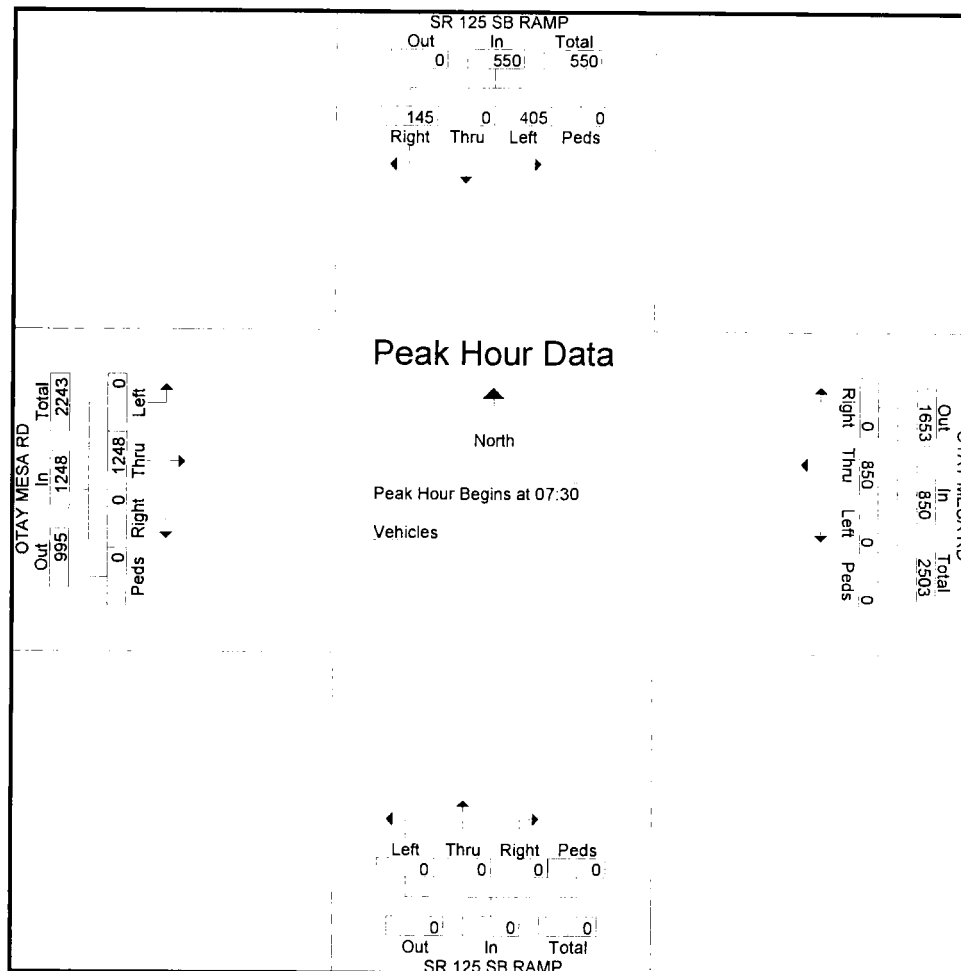 SR 125 SB RAMP
Out In Total
0 550 550
145 0 405 0
Right Thru Left Peds
Peak Hour Data
North
Peak Hour Begins at 07:30
Vehicles
OTAY MESA RD
Out In Total
995 1248 2243
0 0 1248 0
Peds Right Thru Left
Out In Total
1653 850 2503
0 850 0 0
Right Thru Left Peds
Left Thru Right Peds
0 0 0 0
0 0 0
Out In Total
SR 125 SB RAMP